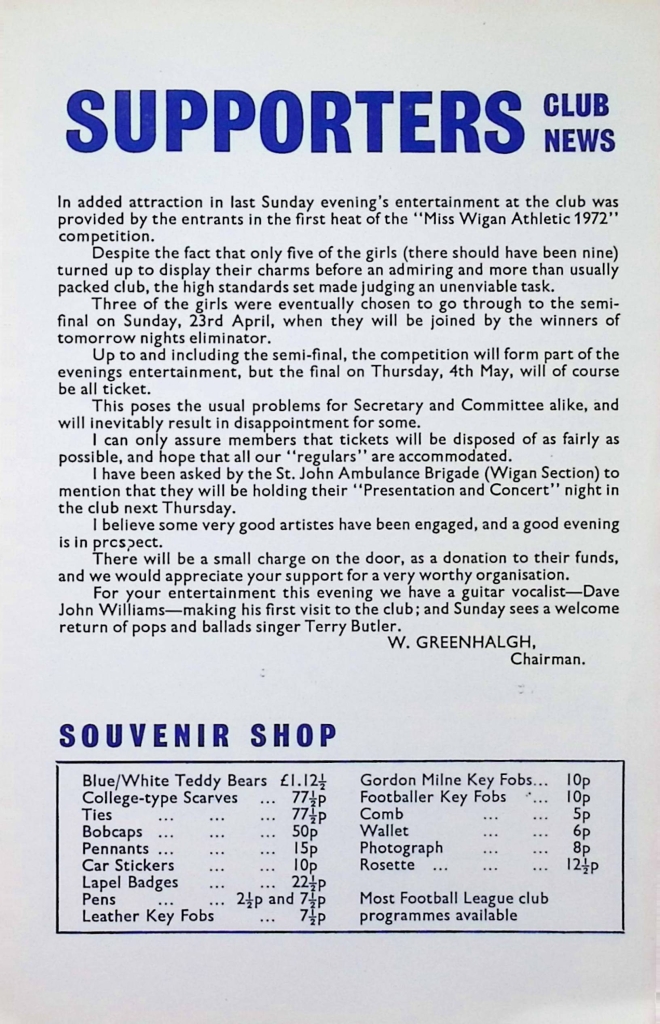 SUPPORTERS CLUB NEWS
In added attraction in last Sunday evening's entertainment at the club was
provided by the entrants in the first heat of the "Miss Wigan Athletic 1972"
competition.
Despite the fact that only five of the girls (there should have been nine)
turned up to display their charms before an admiring and more than usually
packed club, the high standards set made judging an unenviable task.
Three of the girls were eventually chosen to go through to the semi-
final on Sunday, 23rd April, when they will be joined by the winners of
tomorrow nights eliminator.
Up to and including the semi-final, the competition will form part of the
evenings entertainment, but the final on Thursday, 4th May, will of course
be all ticket.
This poses the usual problems for Secretary and Committee alike, and
will inevitably result in disappointment for some.
I can only assure members that tickets will be disposed of as fairly as
possible, and hope that all our "regulars" are accommodated.
I have been asked by the St. John Ambulance Brigade (Wigan Section) to
mention that they will be holding their "Presentation and Concert" night in
the club next Thursday.
I believe some very good artistes have been engaged, and a good evening
is in prospect.
There will be a small charge on the door, as a donation to their funds,
and we would appreciate your support for a very worthy organisation.
For your entertainment this evening we have a guitar vocalist—Dave
John Williams—making his first visit to the club; and Sunday sees a welcome
return of pops and ballads singer Terry Butler.
W. GREENHALGH,
Chairman.
SOUVENIR SHOP
Blue/White Teddy Bears £1.12½
College-type Scarves ... 77½p
Ties ... ... ... 77½p
Bobcaps ... ... ... 50p
Pennants ... ... ... 15p
Car Stickers ... ... 10p
Lapel Badges ... ... 22½p
Pens ... ... 2½p and 7½p
Leather Key Fobs ... 7½p
Gordon Milne Key Fobs... 10p
Footballer Key Fobs ... 10p
Comb ... ... 5p
Wallet ... ... 6p
Photograph ... ... 8p
Rosette ... ... ... 12½p
Most Football League club
programmes available